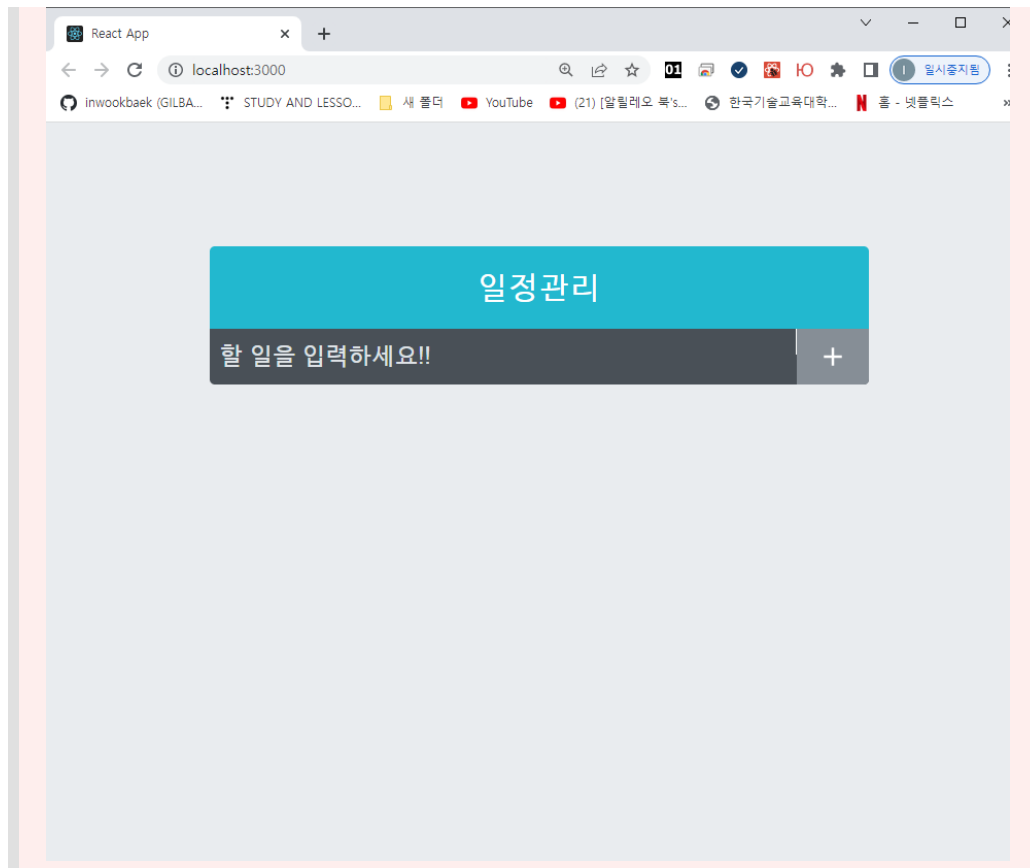 React App
localhost:3000
01
Ю
I
일시중지됨
inwookbaek (GILBA...
STUDY AND LESSO...
새 폴더
YouTube
(21) [알릴레오 북's...
한국기술교육대학...
홈 - 넷플릭스
»
일정관리
할 일을 입력하세요!!
+